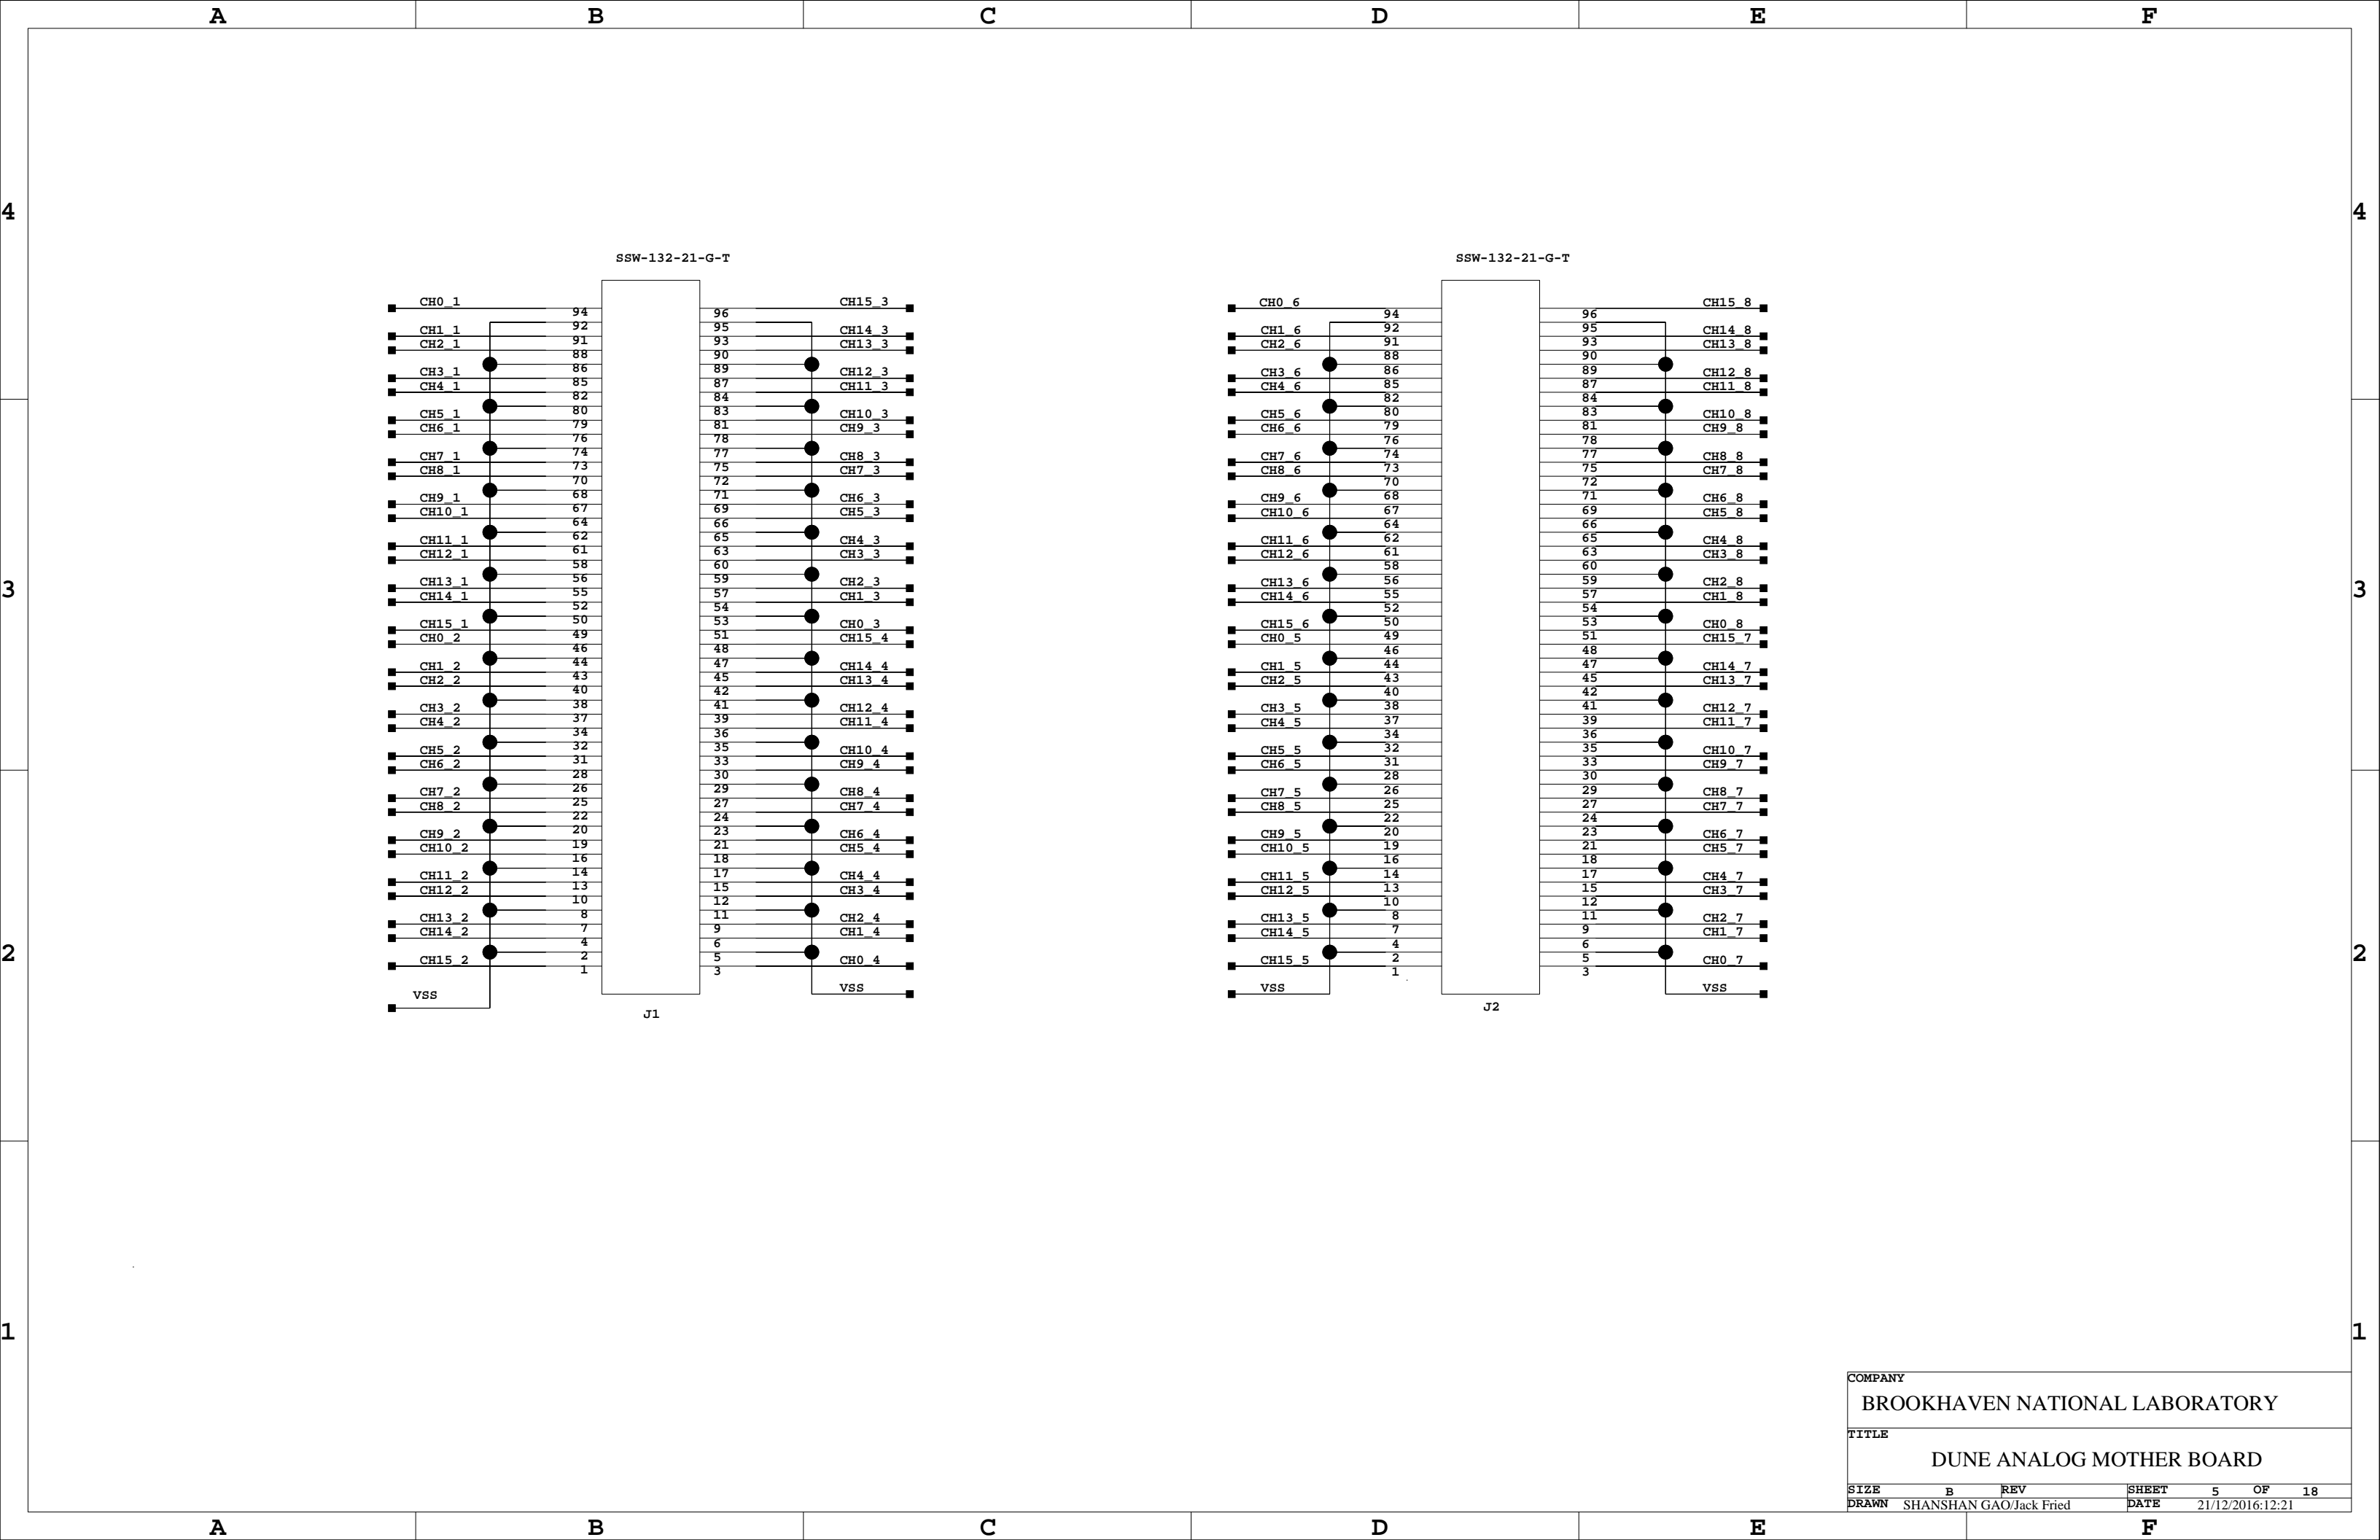 A B C D E F
4 4
SSW-132-21-G-T SSW-132-21-G-T
CH0_1 94 96 CH15_3 CH0_6 94 96 CH15_8
92 95 92 95
CH1_1 91 93 CH14_3 CH1_6 91 93 CH14_8
CH2_1 88 90 CH13_3 CH2_6 88 90 CH13_8
86 89 86 89
CH3_1 85 87 CH12_3 CH3_6 85 87 CH12_8
CH4_1 82 84 CH11_3 CH4_6 82 84 CH11_8
80 83 80 83
CH5_1 79 81 CH10_3 CH5_6 79 81 CH10_8
CH6_1 76 78 CH9_3 CH6_6 76 78 CH9_8
74 77 74 77
CH7_1 73 75 CH8_3 CH7_6 73 75 CH8_8
CH8_1 70 72 CH7_3 CH8_6 70 72 CH7_8
68 71 68 71
CH9_1 67 69 CH6_3 CH9_6 67 69 CH6_8
CH10_1 64 66 CH5_3 CH10_6 64 66 CH5_8
62 65 62 65
CH11_1 61 63 CH4_3 CH11_6 61 63 CH4_8
CH12_1 58 60 CH3_3 CH12_6 58 60 CH3_8
56 59 56 59
3 CH13_1 55 57 CH2_3 CH13_6 55 57 CH2_8 3
CH14_1 52 54 CH1_3 CH14_6 52 54 CH1_8
50 53 50 53
CH15_1 49 51 CH0_3 CH15_6 49 51 CH0_8
CH0_2 46 48 CH15_4 CH0_5 46 48 CH15_7
44 47 44 47
CH1_2 43 45 CH14_4 CH1_5 43 45 CH14_7
CH2_2 40 42 CH13_4 CH2_5 40 42 CH13_7
38 41 38 41
CH3_2 37 39 CH12_4 CH3_5 37 39 CH12_7
CH4_2 34 36 CH11_4 CH4_5 34 36 CH11_7
32 35 32 35
CH5_2 31 33 CH10_4 CH5_5 31 33 CH10_7
CH6_2 28 30 CH9_4 CH6_5 28 30 CH9_7
26 29 26 29
CH7_2 25 27 CH8_4 CH7_5 25 27 CH8_7
CH8_2 22 24 CH7_4 CH8_5 22 24 CH7_7
20 23 20 23
CH9_2 19 21 CH6_4 CH9_5 19 21 CH6_7
CH10_2 16 18 CH5_4 CH10_5 16 18 CH5_7
14 17 14 17
CH11_2 13 15 CH4_4 CH11_5 13 15 CH4_7
CH12_2 10 12 CH3_4 CH12_5 10 12 CH3_7
8 11 8 11
CH13_2 7 9 CH2_4 CH13_5 7 9 CH2_7
CH14_2 4 6 CH1_4 CH14_5 4 6 CH1_7
2 2 5 2 5 2
CH15_2 1 3 CH0_4 CH15_5 1 3 CH0_7
VSS VSS VSS VSS
J1 J2
1 1
COMPANY
BROOKHAVEN NATIONAL LABORATORY
TITLE
DUNE ANALOG MOTHER BOARD
SIZE B REV SHEET 5 OF 18
DRAWN SHANSHAN GAO/Jack Fried DATE 21/12/2016:12:21
A B C D E F